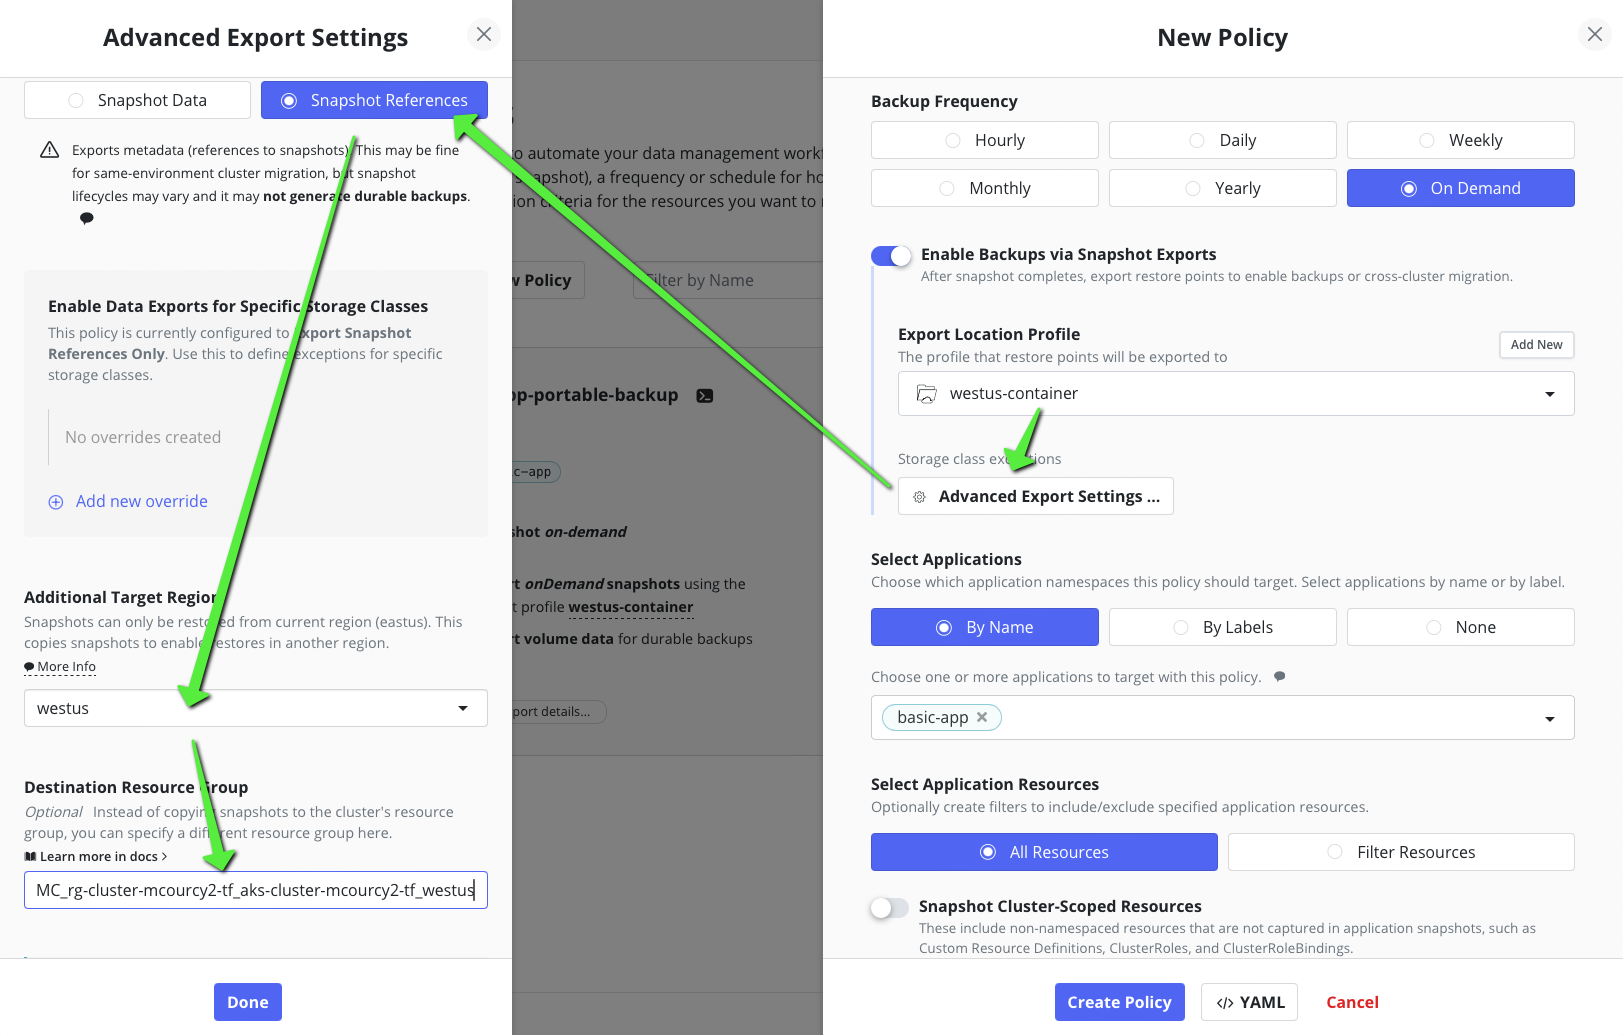 Advanced Export Settings
Snapshot Data
Snapshot References
Exports metadata (references to snapshots). This may be fine
for same-environment cluster migration, but snapshot
lifecycles may vary and it may not generate durable backups.
Enable Data Exports for Specific Storage Classes
This policy is currently configured to Export Snapshot
References Only. Use this to define exceptions for specific
storage classes.
No overrides created
Add new override
Additional Target Region
Snapshots can only be restored from current region (eastus). This
copies snapshots to enable restores in another region.
More Info
westus
Destination Resource Group
Optional Instead of copying snapshots to the cluster's resource
group, you can specify a different resource group here.
Learn more in docs >
MC_rg-cluster-mcourcy2-tf_aks-cluster-mcourcy2-tf_westus
Done
to automate your data management workf
snapshot), a frequency or schedule for ho
ion criteria for the resources you want to
w Policy
Filter by Name
op-portable-backup
c-app
shot on-demand
rt onDemand snapshots using the
t profile westus-container
rt volume data for durable backups
port details...
New Policy
Backup Frequency
Hourly
Daily
Weekly
Monthly
Yearly
On Demand
Enable Backups via Snapshot Exports
After snapshot completes, export restore points to enable backups or cross-cluster migration.
Export Location Profile
The profile that restore points will be exported to
Add New
westus-container
Storage class exceptions
Advanced Export Settings ...
Select Applications
Choose which application namespaces this policy should target. Select applications by name or by label.
By Name
By Labels
None
Choose one or more applications to target with this policy.
basic-app
Select Application Resources
Optionally create filters to include/exclude specified application resources.
All Resources
Filter Resources
Snapshot Cluster-Scoped Resources
These include non-namespaced resources that are not captured in application snapshots, such as
Custom Resource Definitions, ClusterRoles, and ClusterRoleBindings.
Create Policy
</> YAML
Cancel